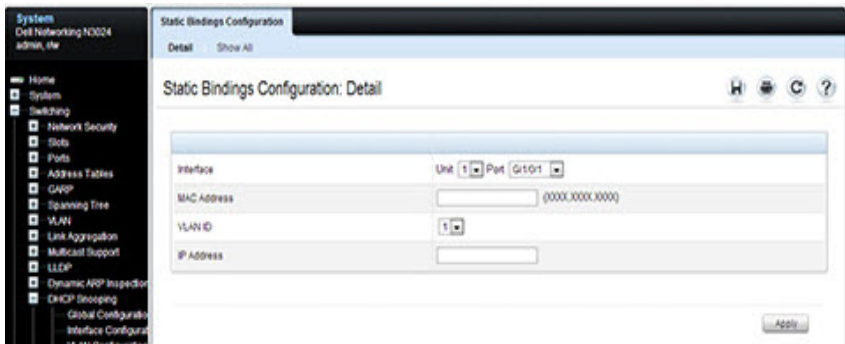 System
Dell Networking N3024
admin, r/w
Static Bindings Configuration
Detail Show All
Home
System
Switching
Network Security
Slots
Ports
Address Tables
GARP
Spanning Tree
VLAN
Link Aggregation
Multicast Support
LLDP
Dynamic ARP Inspection
DHCP Snooping
Global Configuratio
Interface Configurat
VLAN Configuration
Static Bindings Configuration: Detail
?
Interface Unit 1 Port Gi1/0/1
MAC Address (XXXX.XXXX.XXXX)
VLAN ID 1
IP Address
Apply